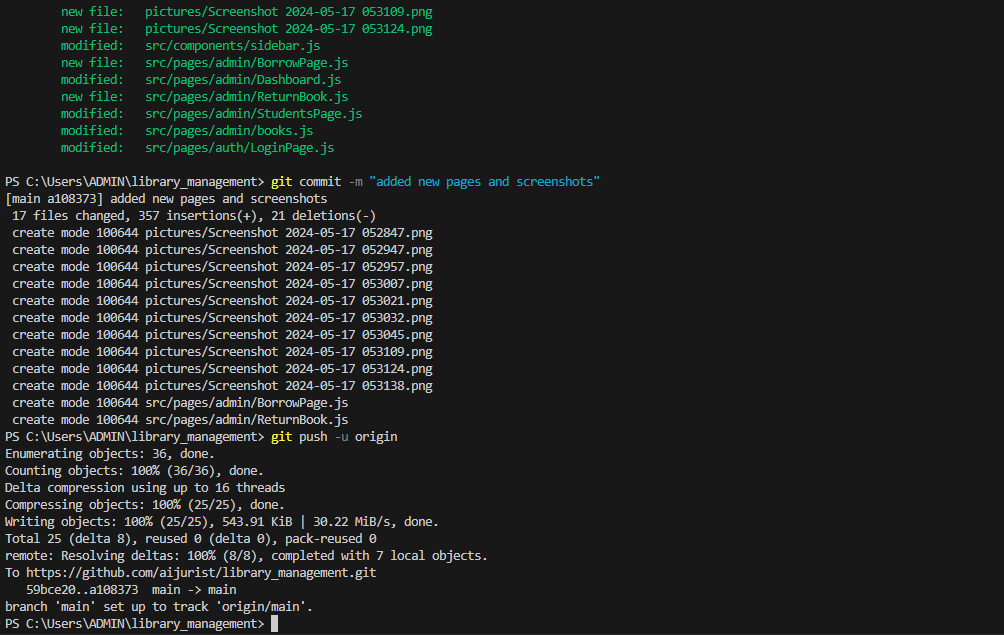 new file:   pictures/Screenshot 2024-05-17 053109.png
new file:   pictures/Screenshot 2024-05-17 053124.png
modified:   src/components/sidebar.js
new file:   src/pages/admin/BorrowPage.js
modified:   src/pages/admin/Dashboard.js
new file:   src/pages/admin/ReturnBook.js
modified:   src/pages/admin/StudentsPage.js
modified:   src/pages/admin/books.js
modified:   src/pages/auth/LoginPage.js
PS C:\Users\ADMIN\library_management> git commit -m "added new pages and screenshots"
[main a108373] added new pages and screenshots
 17 files changed, 357 insertions(+), 21 deletions(-)
 create mode 100644 pictures/Screenshot 2024-05-17 052847.png
 create mode 100644 pictures/Screenshot 2024-05-17 052947.png
 create mode 100644 pictures/Screenshot 2024-05-17 052957.png
 create mode 100644 pictures/Screenshot 2024-05-17 053007.png
 create mode 100644 pictures/Screenshot 2024-05-17 053021.png
 create mode 100644 pictures/Screenshot 2024-05-17 053032.png
 create mode 100644 pictures/Screenshot 2024-05-17 053045.png
 create mode 100644 pictures/Screenshot 2024-05-17 053109.png
 create mode 100644 pictures/Screenshot 2024-05-17 053124.png
 create mode 100644 pictures/Screenshot 2024-05-17 053138.png
 create mode 100644 src/pages/admin/BorrowPage.js
 create mode 100644 src/pages/admin/ReturnBook.js
PS C:\Users\ADMIN\library_management> git push -u origin
Enumerating objects: 36, done.
Counting objects: 100% (36/36), done.
Delta compression using up to 16 threads
Compressing objects: 100% (25/25), done.
Writing objects: 100% (25/25), 543.91 KiB | 30.22 MiB/s, done.
Total 25 (delta 8), reused 0 (delta 0), pack-reused 0
remote: Resolving deltas: 100% (8/8), completed with 7 local objects.
To https://github.com/aijurist/library_management.git
   59bce20..a108373  main -> main
branch 'main' set up to track 'origin/main'.
PS C:\Users\ADMIN\library_management>